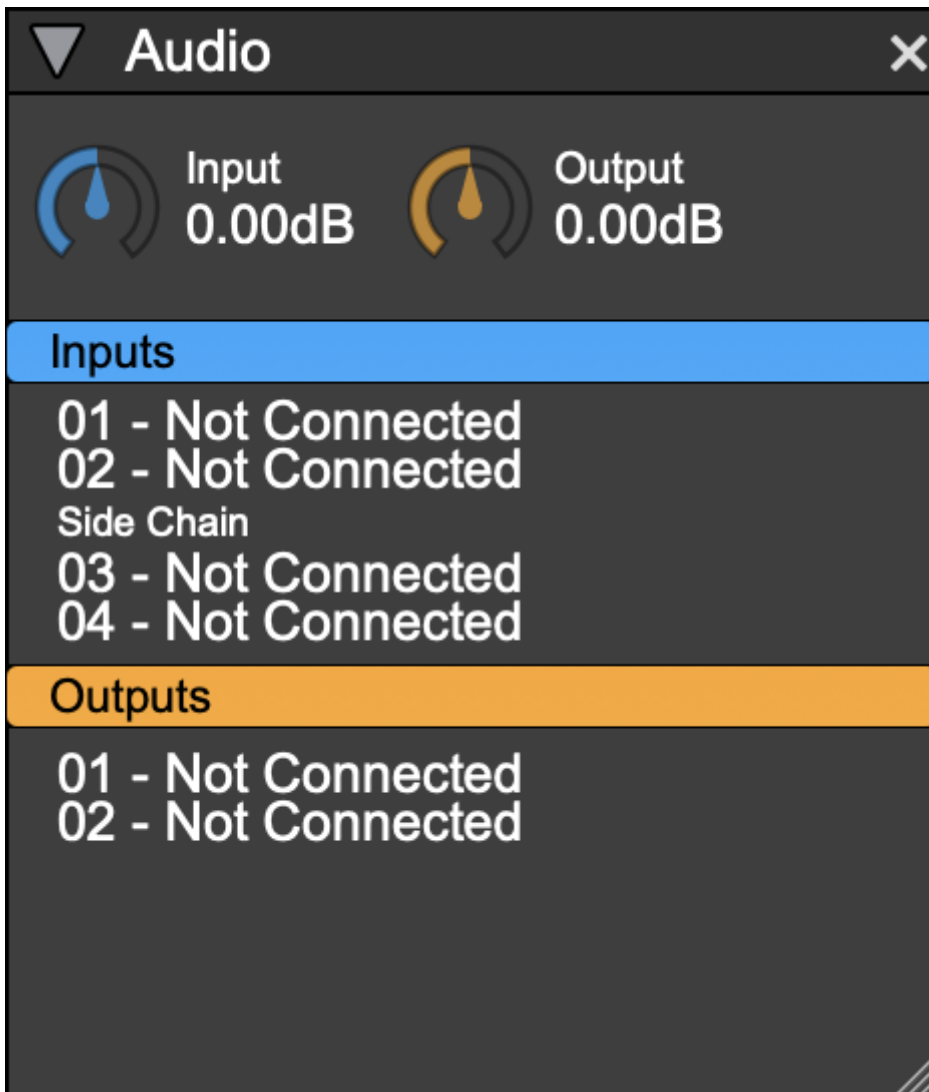 Audio
Input
0.00dB
Output
0.00dB
Inputs
01 - Not Connected
02 - Not Connected
Side Chain
03 - Not Connected
04 - Not Connected
Outputs
01 - Not Connected
02 - Not Connected